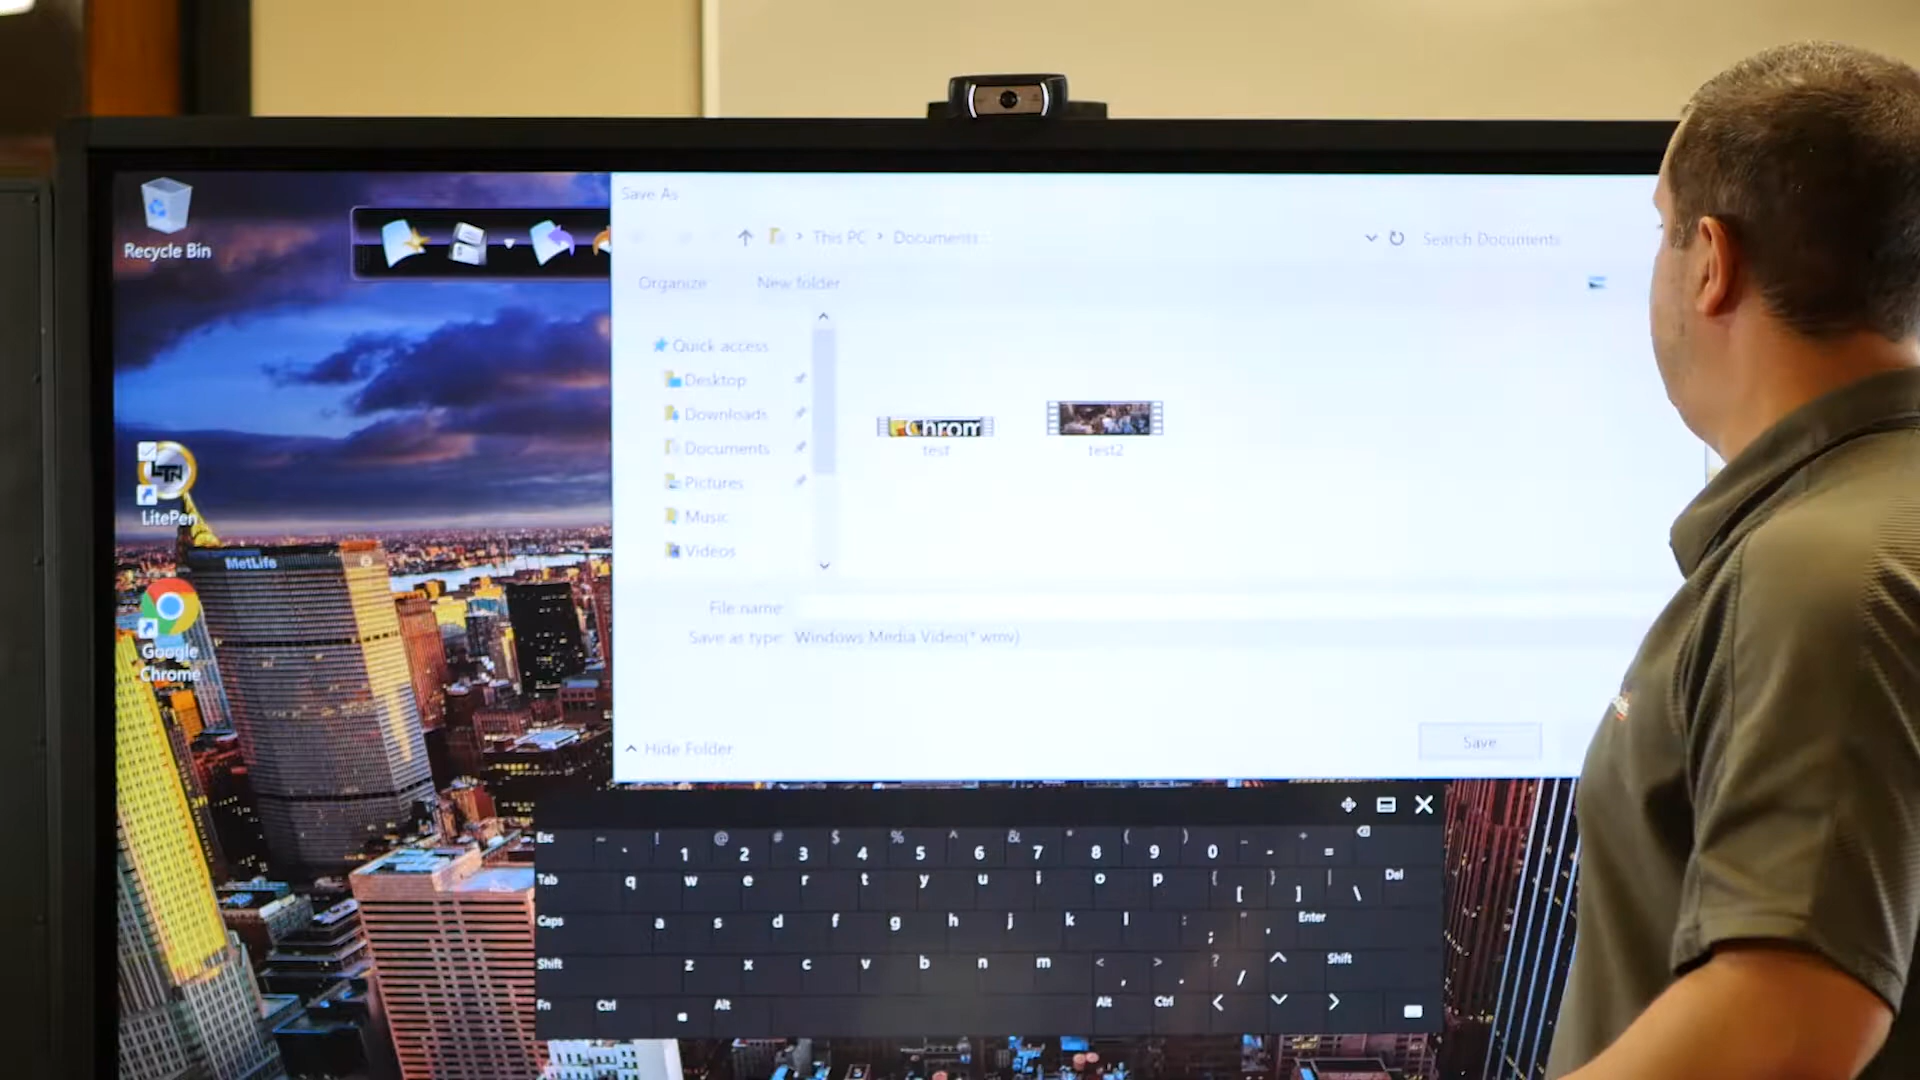 Recycle Bin
LitePen
MetLife
Google
Chrome
Save As
This PC > Documents
Search Documents
Organize
New folder
Quick access
Desktop
Downloads
Documents
Pictures
Music
Videos
Chrom
test
test2
File name:
Save as type: Windows Media Video(*.wmv)
Hide Folder
Save
Esc ~ ` ! 1 @ 2 # 3 $ 4 % 5 ^ 6 & 7 * 8 ( 9 ) 0 _ - + =
Tab q w e r t y u i o p { [ } ] | \ Del
Caps a s d f g h j k l : ; " , Enter
Shift z x c v b n m < , > . ? / Shift
Fn Ctrl Alt Alt Ctrl